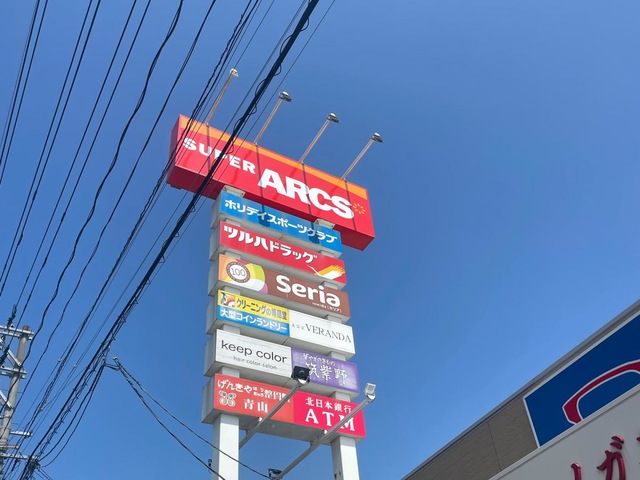 SUPER ARCS
ホリデイスポーツクラブ
ツルハドラッグ
100
Seria
クリーニングの
大型コインランドリー
VERANDA
keep color
hair color salon
筑紫野
げんきや
青山
北日本銀行
ATM